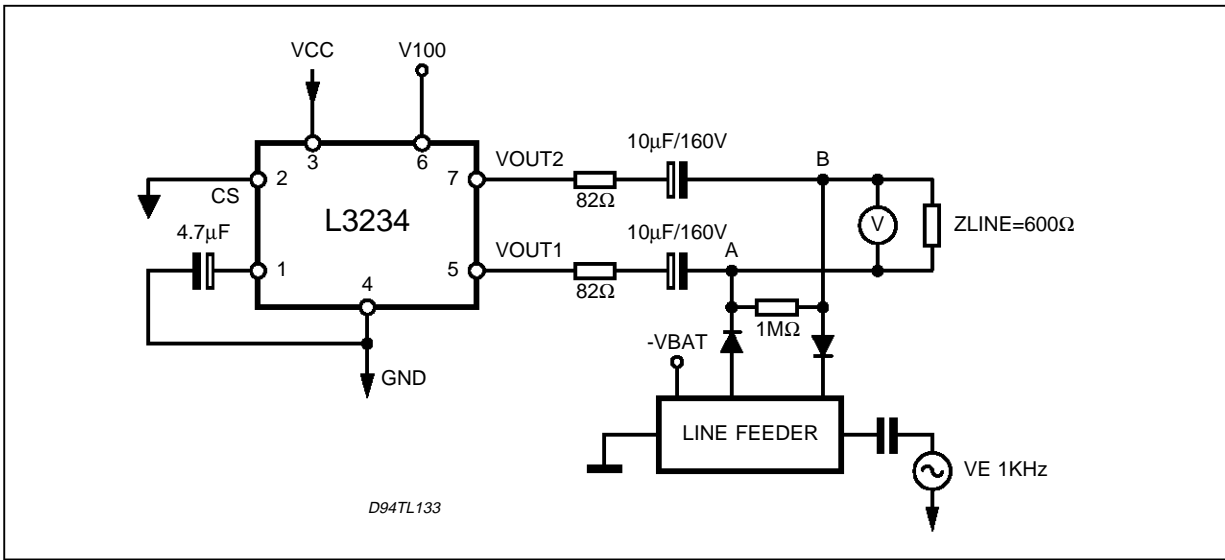 VCC
V100
10µF/160V
B
3
6
VOUT2
2
CS
7
82Ω
L3234
V
ZLINE=600Ω
4.7µF
10µF/160V
A
VOUT1
1
5
4
82Ω
1MΩ
-VBAT
GND
LINE FEEDER
VE 1KHz
D94TL133